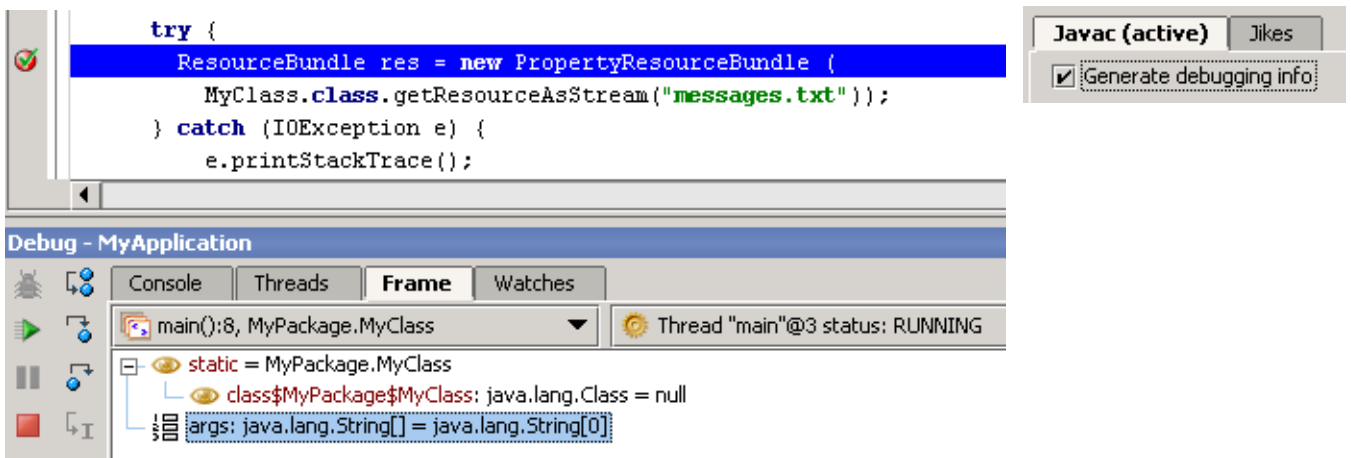 try {
ResourceBundle res = new PropertyResourceBundle (
MyClass.class.getResourceAsStream("messages.txt"));
} catch (IOException e) {
e.printStackTrace();
Javac (active) Jikes
Generate debugging info
Debug - MyApplication
Console Threads Frame Watches
main():8, MyPackage.MyClass Thread "main"@3 status: RUNNING
static = MyPackage.MyClass
class$MyPackage$MyClass: java.lang.Class = null
args: java.lang.String[] = java.lang.String[0]